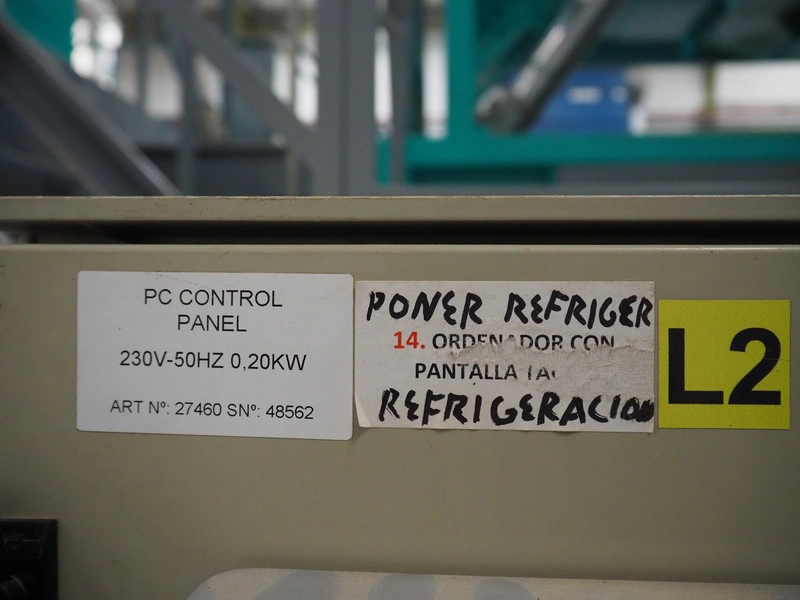 PC CONTROL
PANEL
230V-50HZ 0,20KW
ART Nº: 27460 SNº: 48562
PONER REFRIGER
14. ORDENADOR CON
PANTALLA
REFRIGERACION
L2